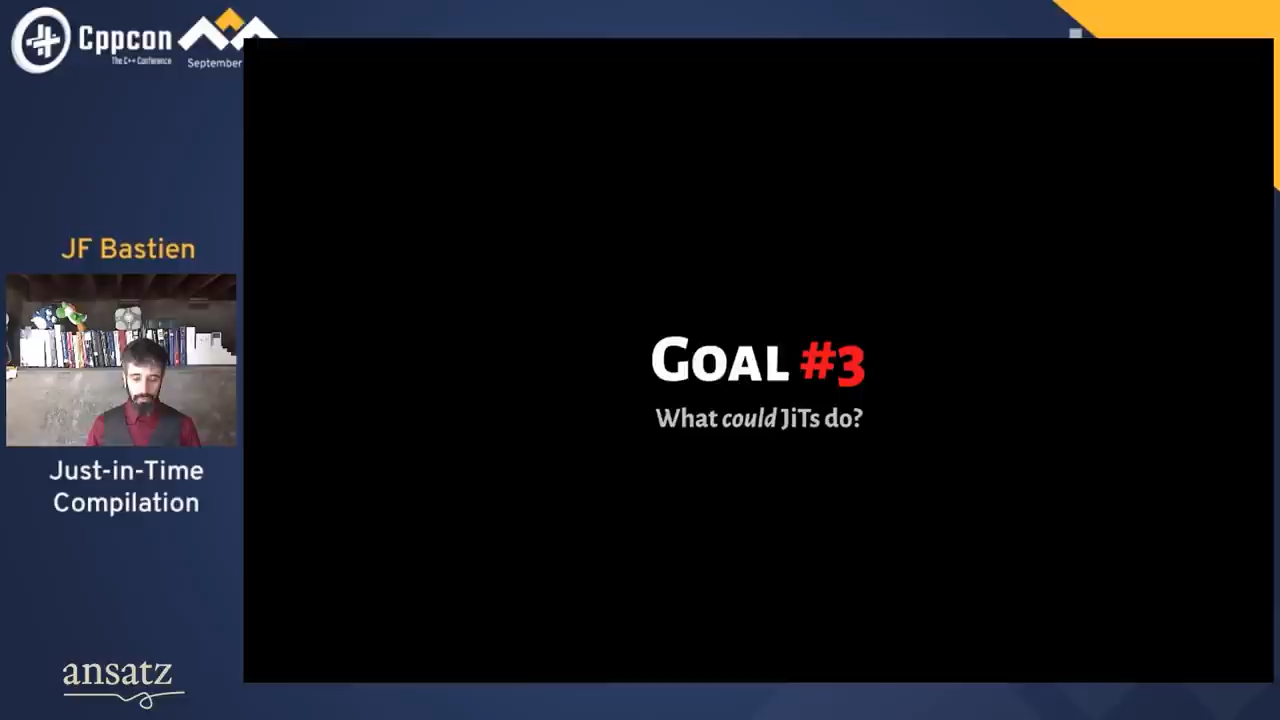 Cppcon
The C++ Conference
September
JF Bastien
Just-in-Time
Compilation
ansatz
GOAL #3
What could JiTs do?